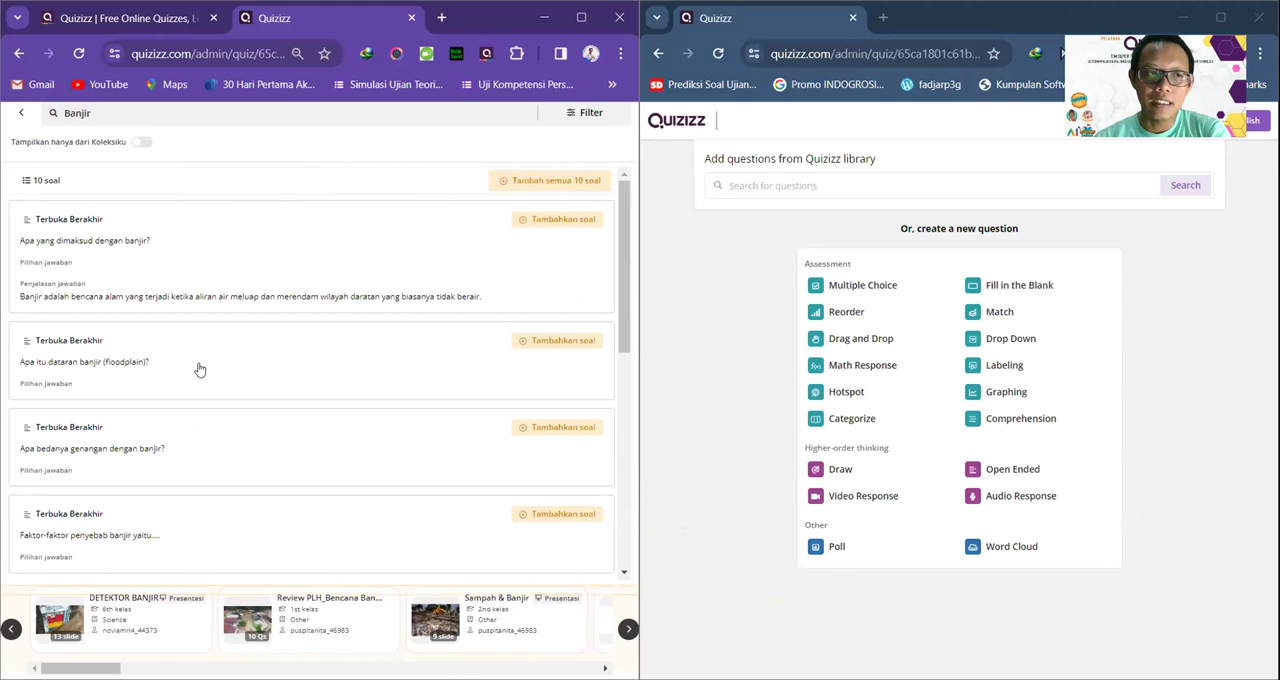 Quizizz | Free Online Quizzes, L
Quizizz
quizizz.com/admin/quiz/65c...
Gmail
YouTube
Maps
30 Hari Pertama Ak...
Simulasi Ujian Teori...
Uji Kompetensi Pers...
Banjir
Filter
Tampilkan hanya dari Koleksiku
10 soal
Tambah semua 10 soal
Terbuka Berakhir
Tambahkan soal
Apa yang dimaksud dengan banjir?
Pilihan jawaban
Penjelasan jawaban
Banjir adalah bencana alam yang terjadi ketika aliran air meluap dan merendam wilayah daratan yang biasanya tidak berair.
Terbuka Berakhir
Tambahkan soal
Apa itu dataran banjir (floodplain)?
Pilihan jawaban
Terbuka Berakhir
Tambahkan soal
Apa bedanya genangan dengan banjir?
Pilihan jawaban
Terbuka Berakhir
Tambahkan soal
Faktor-faktor penyebab banjir yaitu....
Pilihan jawaban
DETEKTOR BANJIR
Presentasi
6th kelas
Science
noviamri4_44373
13 slide
Review PLH_Bencana Ban...
1st kelas
Other
puspitanita_46983
10 Qs
Sampah & Banjir
Presentasi
2nd kelas
Other
puspitanita_46983
9 slide
Quizizz
quizizz.com/admin/quiz/65ca1801c61b...
Prediksi Soal Ujian...
Promo INDOGROSI...
fadjarp3g
Kumpulan Softwa
arks
QUIZIZZ
lish
Add questions from Quizizz library
Search for questions
Search
Or, create a new question
Assessment
Multiple Choice
Fill in the Blank
Reorder
Match
Drag and Drop
Drop Down
Math Response
Labeling
Hotspot
Graphing
Categorize
Comprehension
Higher-order thinking
Draw
Open Ended
Video Response
Audio Response
Other
Poll
Word Cloud